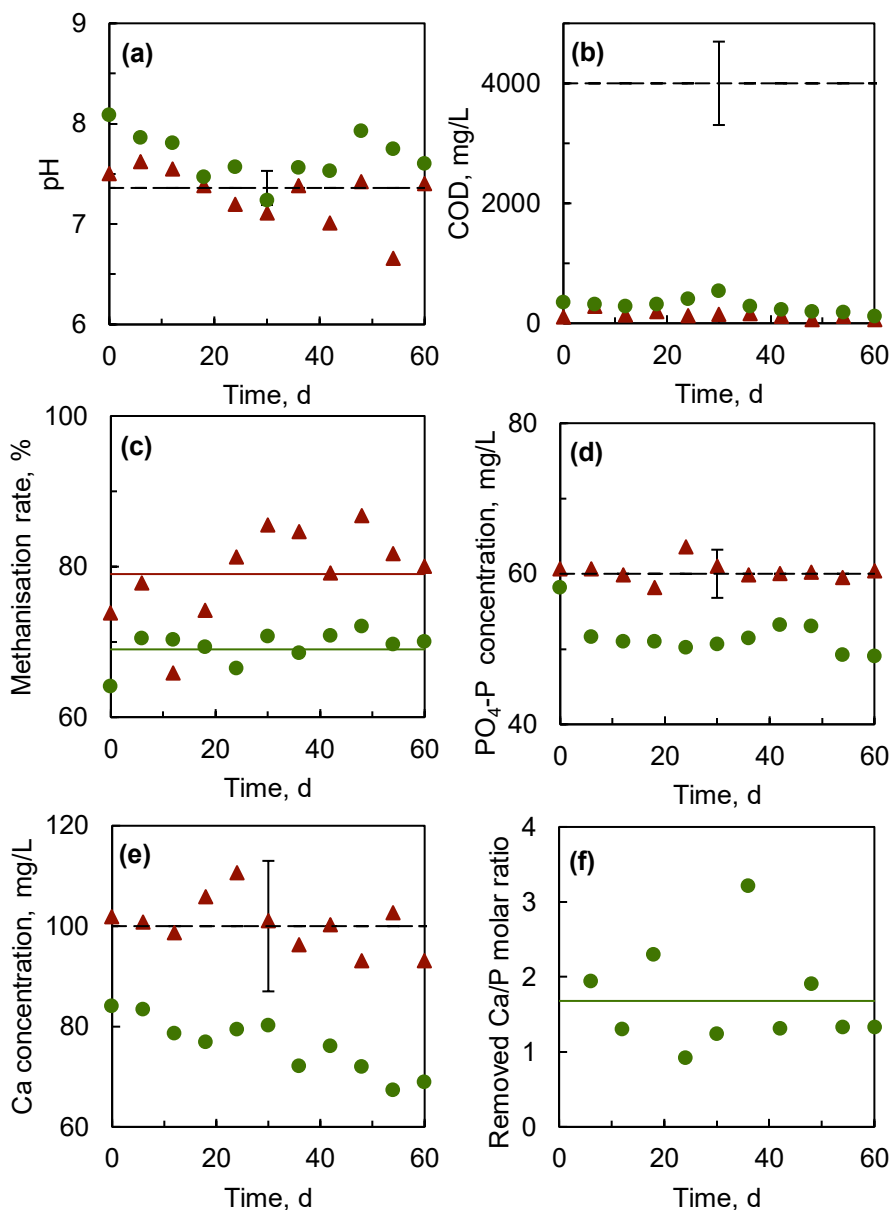 (a)
9
8
7
6
pH
0
20
40
60
Time, d
(b)
4000
2000
0
COD, mg/L
0
20
40
60
Time, d
(c)
100
80
60
Methanisation rate, %
0
20
40
60
Time, d
(d)
80
60
40
PO₄-P concentration, mg/L
0
20
40
60
Time, d
(e)
120
100
80
60
Ca concentration, mg/L
0
20
40
60
Time, d
(f)
4
3
2
1
0
Removed Ca/P molar ratio
0
20
40
60
Time, d